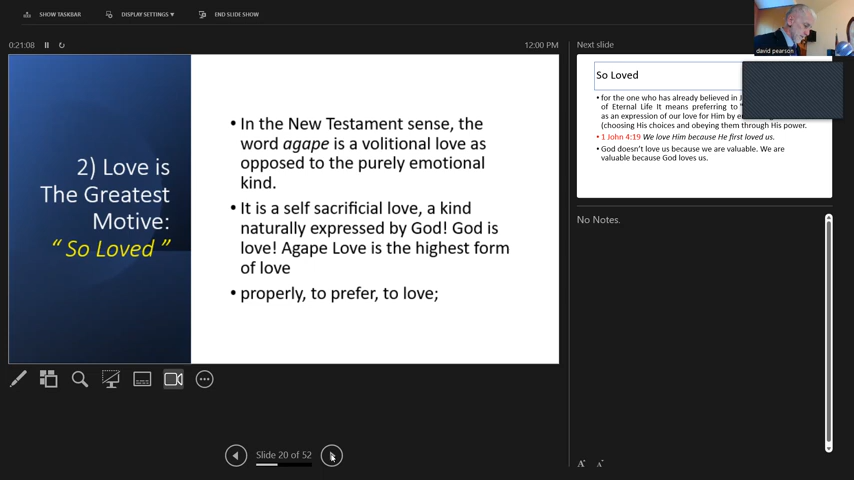 SHOW TASKBAR
DISPLAY SETTINGS ▾
END SLIDE SHOW
0:21:08
12:00 PM
2) Love is
The Greatest
Motive:
“ So Loved ”
• In the New Testament sense, the
word agape is a volitional love as
opposed to the purely emotional
kind.
• It is a self sacrificial love, a kind
naturally expressed by God! God is
love! Agape Love is the highest form
of love
• properly, to prefer, to love;
Slide 20 of 52
Next slide
So Loved
• for the one who has already believed in
of Eternal Life It means preferring to
as an expression of our love for Him by
(choosing His choices and obeying them through His power.
• 1 John 4:19 We love Him because He first loved us.
• God doesn’t love us because we are valuable. We are
valuable because God loves us.
No Notes.
A A
david pearson